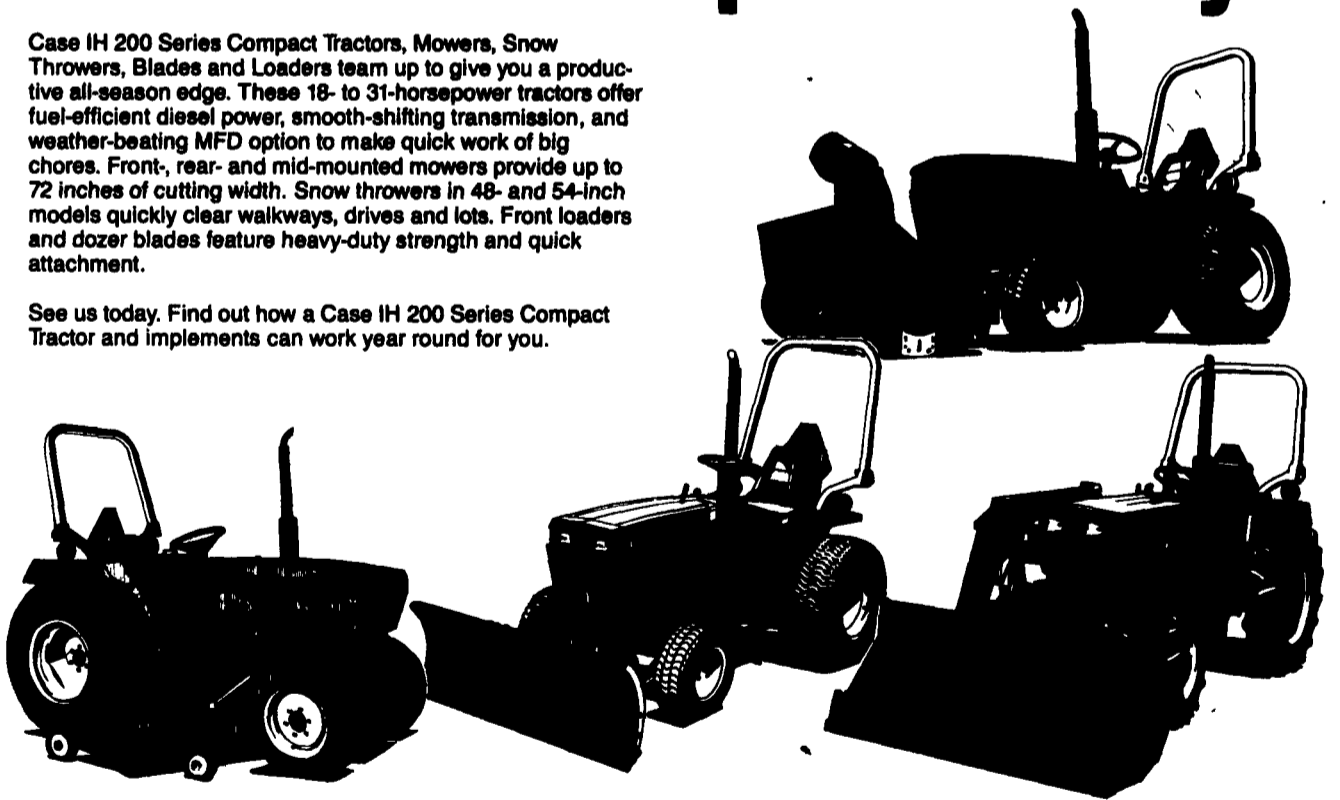 Case IH 200 Series Compact Tractors, Mowers, Snow
Throwers, Blades and Loaders team up to give you a produc-
tive all-season edge. These 18- to 31-horsepower tractors offer
fuel-efficient diesel power, smooth-shifting transmission, and
weather-beating MFD option to make quick work of big
chores. Front-, rear- and mid-mounted mowers provide up to
72 inches of cutting width. Snow throwers in 48- and 54-inch
models quickly clear walkways, drives and lots. Front loaders
and dozer blades feature heavy-duty strength and quick
attachment.
See us today. Find out how a Case IH 200 Series Compact
Tractor and implements can work year round for you.